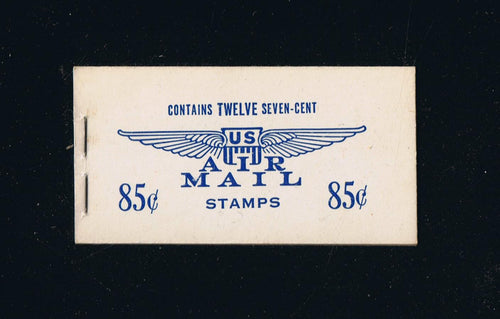 CONTAINS TWELVE SEVEN-CENT
US
AIR
MAIL
85¢ STAMPS 85¢